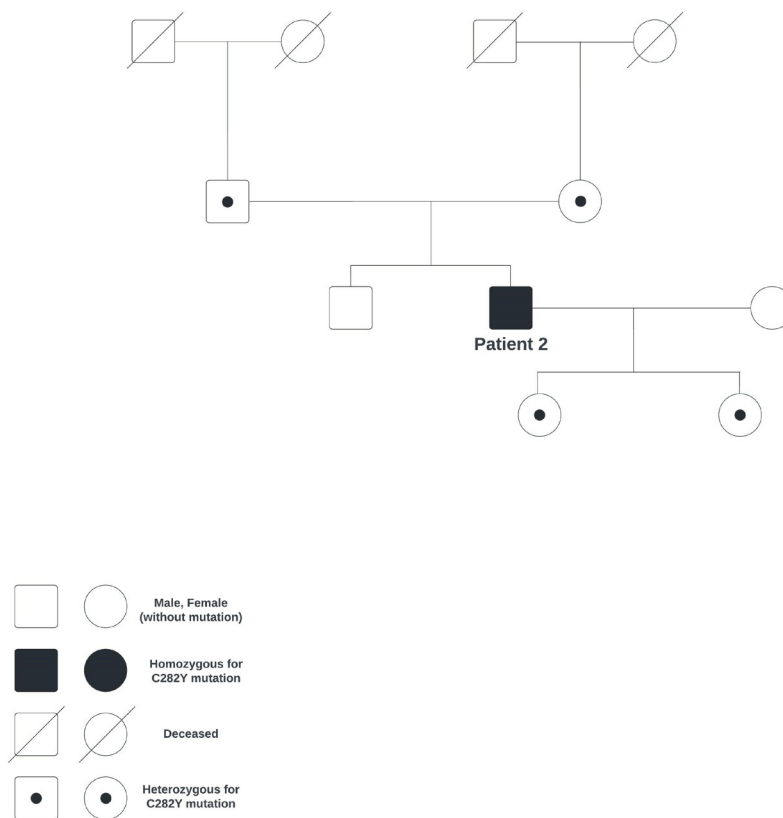 Patient 2
Male, Female
(without mutation)
Homozygous for
C282Y mutation
Deceased
Heterozygous for
C282Y mutation